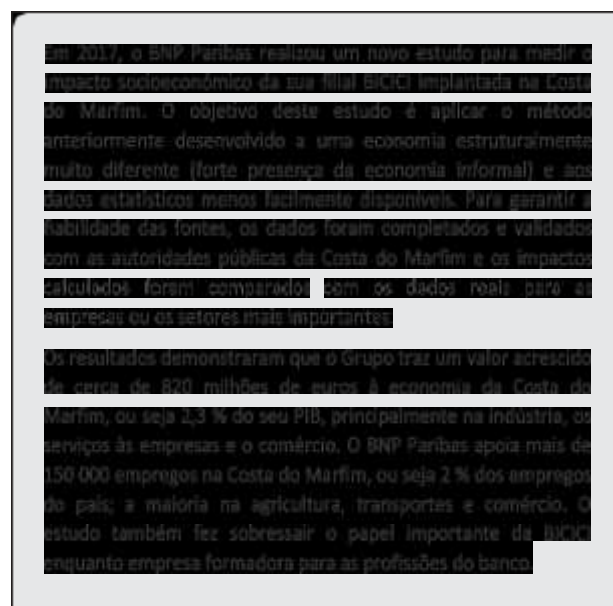 Em 2017, o BNP Paribas realizou um novo estudo para medir o
impacto socioeconómico da sua filial BICICI implantada na Costa
do Marfim. O objetivo deste estudo é aplicar o método
anteriormente desenvolvido a uma economia estruturalmente
muito diferente (forte presença da economia informal) e aos
dados estatísticos menos facilmente disponíveis. Para garantir a
fiabilidade das fontes, os dados foram completados e validados
com as autoridades públicas da Costa do Marfim e os impactos
calculados foram comparados com os dados reais para as
empresas ou os setores mais importantes.
Os resultados demonstraram que o Grupo traz um valor acrescido
de cerca de 820 milhões de euros à economia da Costa do
Marfim, ou seja 2,3 % do seu PIB, principalmente na indústria, os
serviços às empresas e o comércio. O BNP Paribas apoia mais de
150 000 empregos na Costa do Marfim, ou seja 2 % dos empregos
do país; a maioria na agricultura, transportes e comércio. O
estudo também fez sobressair o papel importante da BICICI
enquanto empresa formadora para as profissões do banco.